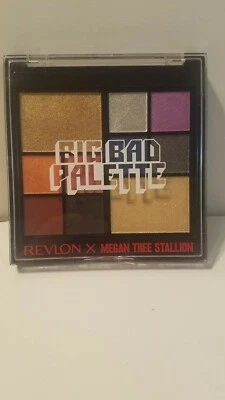 BIG BAD
PALETTE
REVLON X MEGAN THEE STALLION